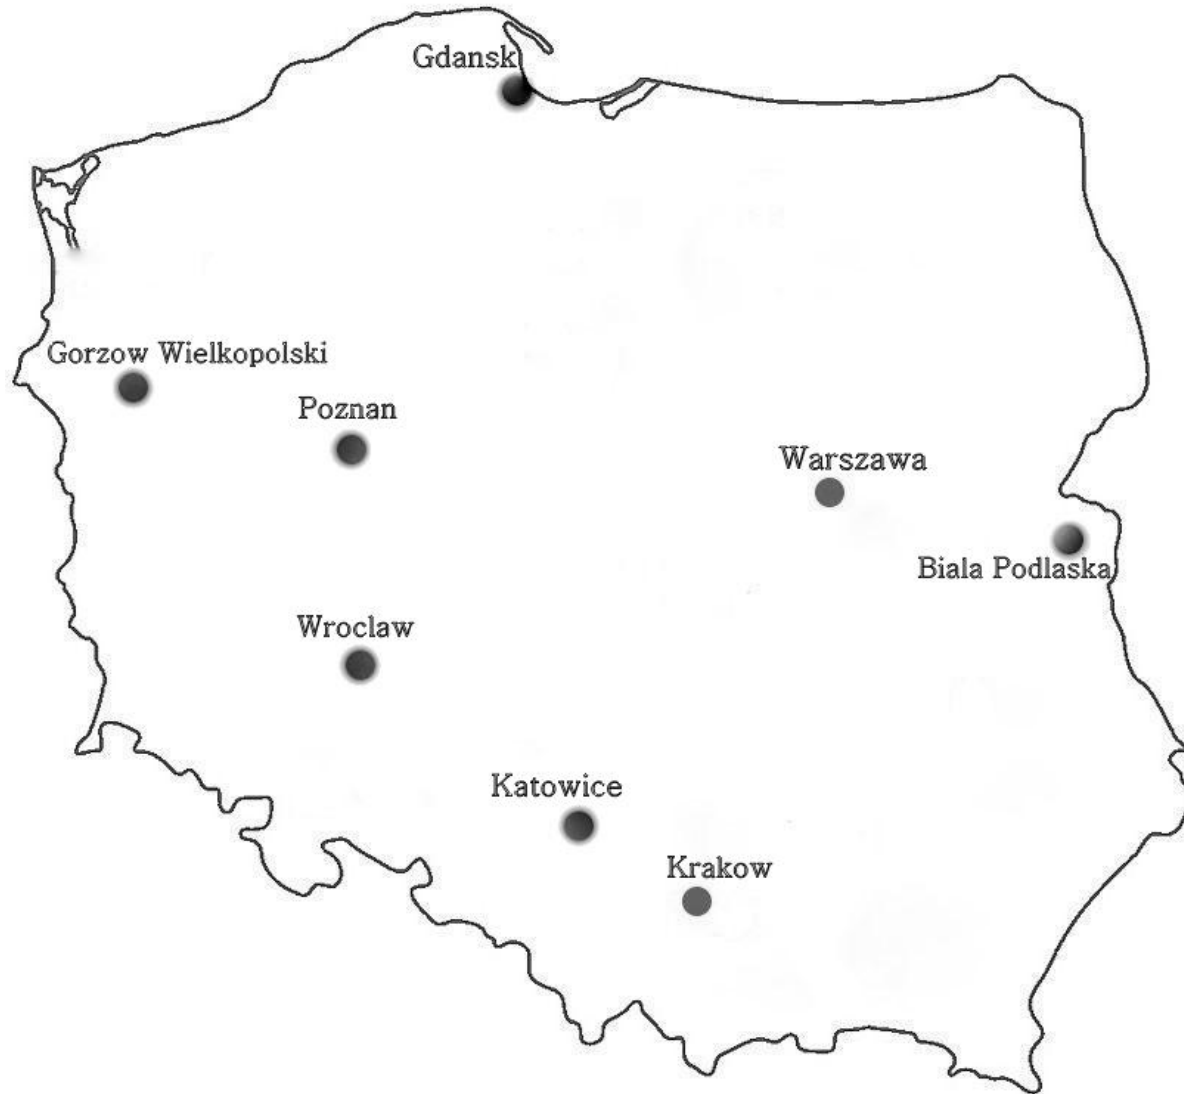 Gdansk
Gorzow Wielkopolski
Poznan
Warszawa
Biala Podlaska
Wroclaw
Katowice
Krakow